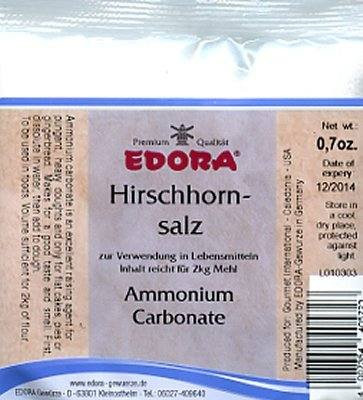 Premium Qualität
EDORA®
Hirschhorn-
salz
zur Verwendung in Lebensmitteln
Inhalt reicht für 2kg Mehl
Ammonium
Carbonate
Ammonium carbonate is an excellent raising agent for
pungent, heavy doughs and only for flat cakes, pies or
gingerbread. Makes for a good taste and smell. First,
dissolve in water, then add to dough.
To be used in foods. Volume sufficient for 2kg of flour.
Net wt.:
0,7oz.
Date of
expery
12/2014
Store in
a cool
dry place,
protected
against
light.
L010303
Produced for: Gourmet International - Caledonia - USA
Manufactured by EDORA-Gewürze in Germany
www.edora-gewurze.de
EDORA-Gewürze - D-63801 Kleinostheim - Tel.: 06027-409640